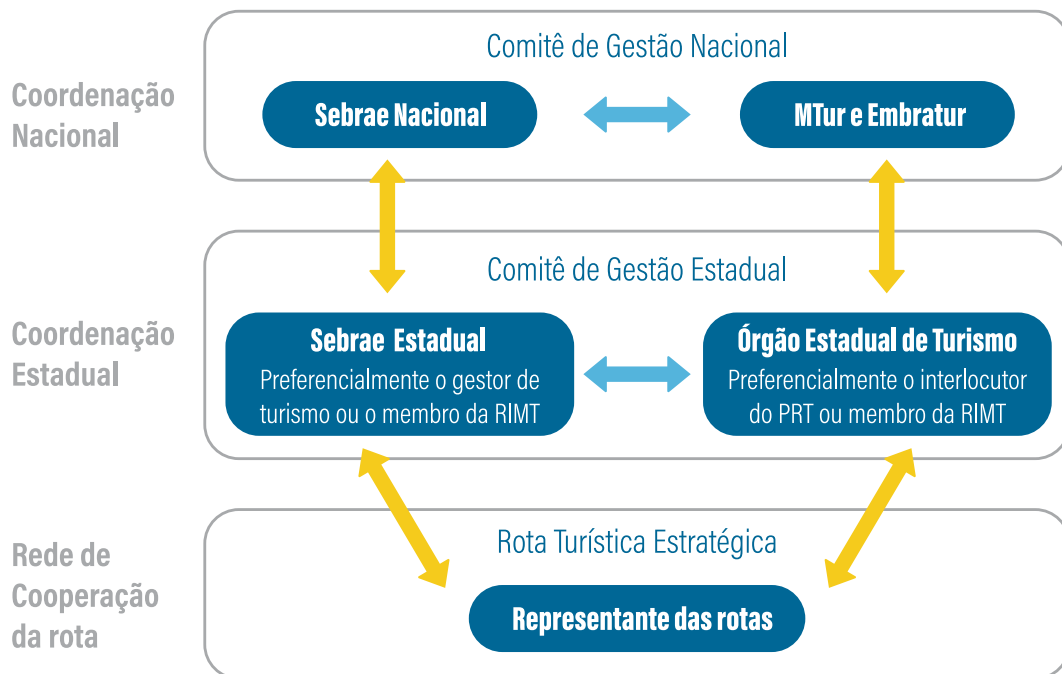 Coordenação
Nacional
Comitê de Gestão Nacional
Sebrae Nacional
MTur e Embratur
Coordenação
Estadual
Comitê de Gestão Estadual
Sebrae Estadual
Preferencialmente o gestor de
turismo ou o membro da RIMT
Órgão Estadual de Turismo
Preferencialmente o interlocutor
do PRT ou membro da RIMT
Rede de
Cooperação
da rota
Rota Turística Estratégica
Representante das rotas